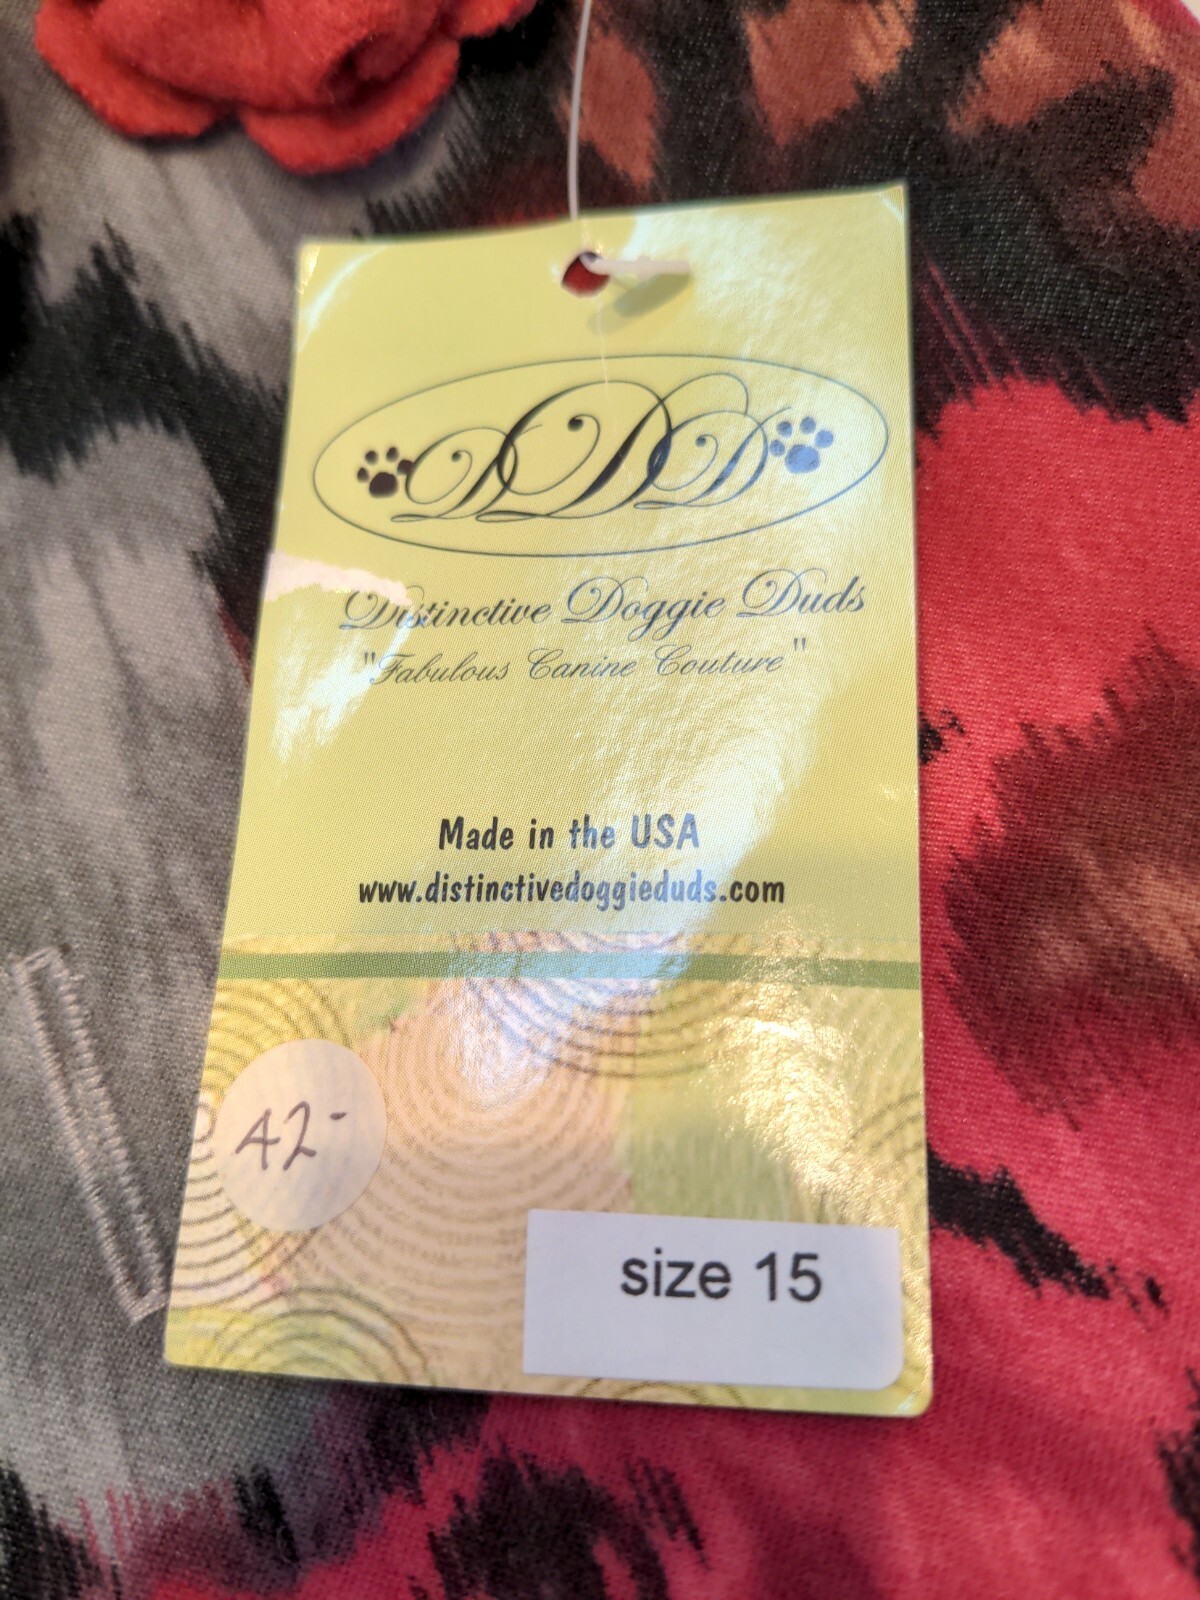 DDD
Distinctive Doggie Duds
"Fabulous Canine Couture"
Made in the USA
www.distinctivedoggieduds.com
42-
size 15